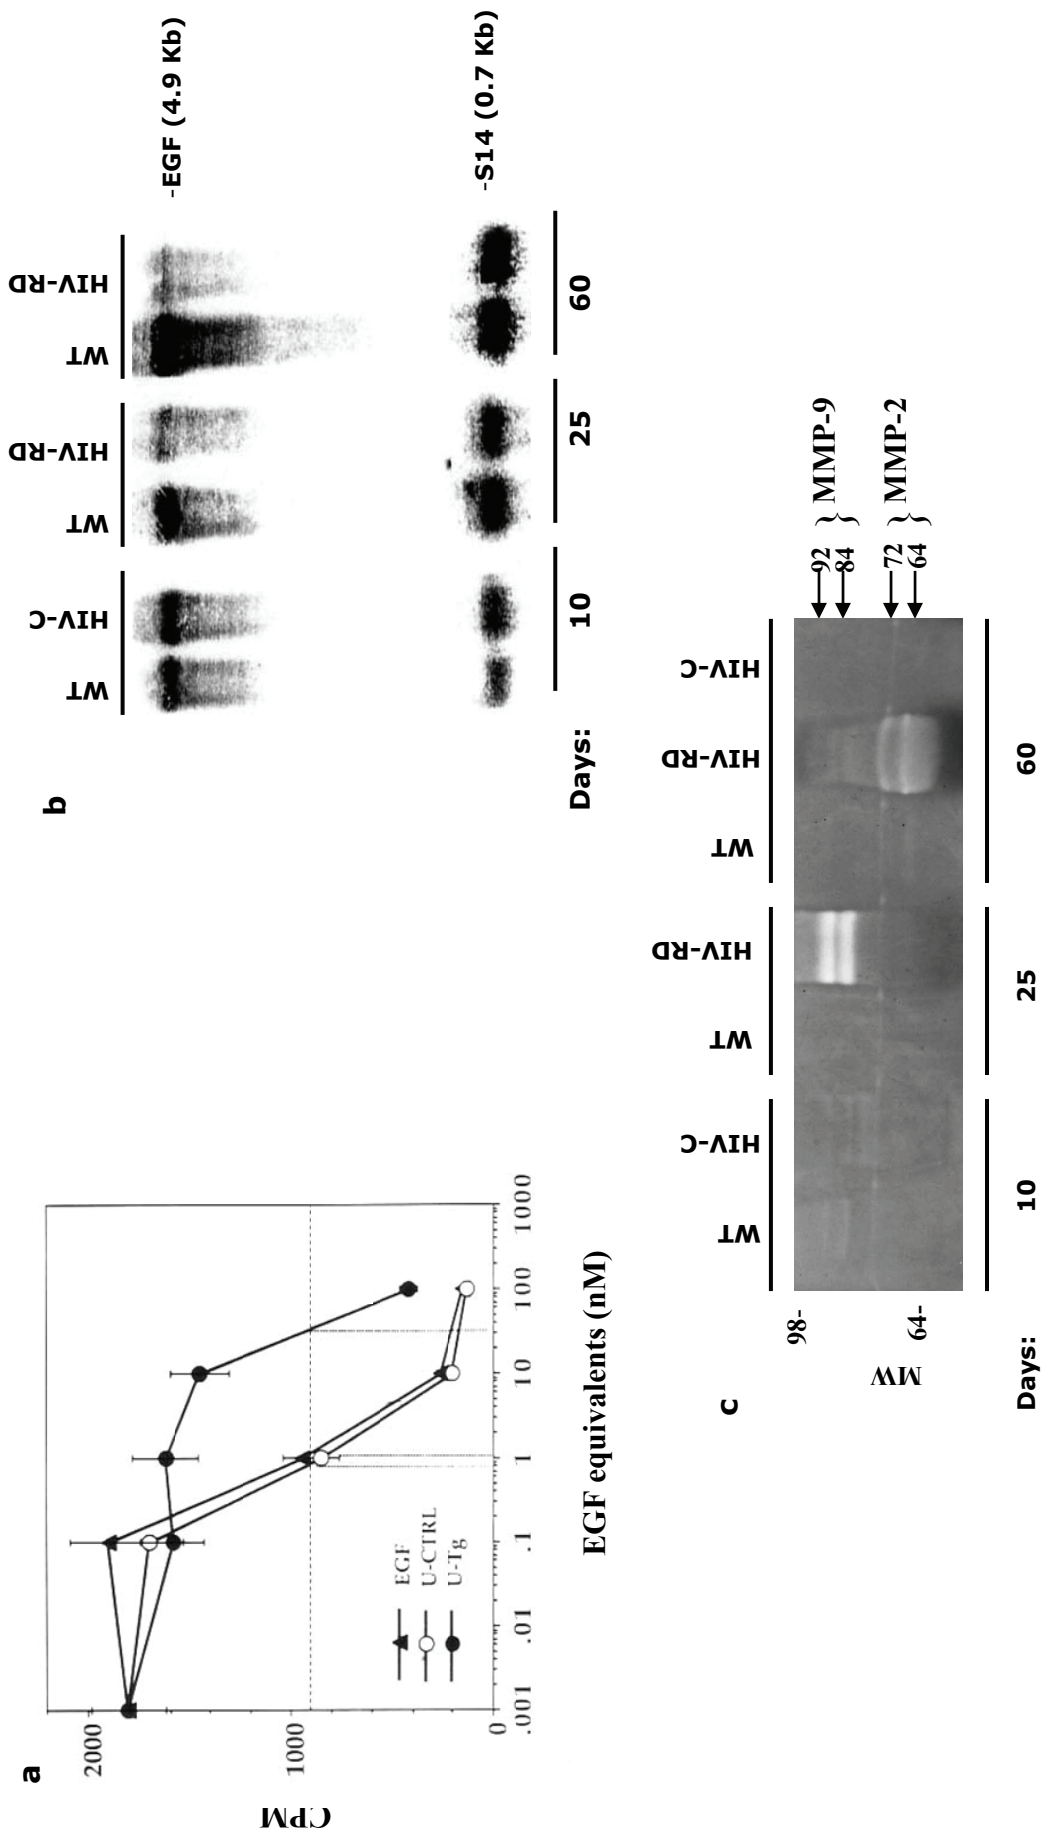 a
CPM
2000
1000
0
.001
.01
.1
1
10
100
1000
EGF
U-CTRL
U-Tg
EGF equivalents (nM)
b
WT
HIV-C
WT
HIV-RD
WT
HIV-RD
-EGF (4.9 Kb)
-S14 (0.7 Kb)
Days:
10
25
60
c
WT
HIV-C
WT
HIV-RD
WT
HIV-RD
HIV-C
MW
98-
64-
92
84
} MMP-9
72
64
} MMP-2
Days:
10
25
60